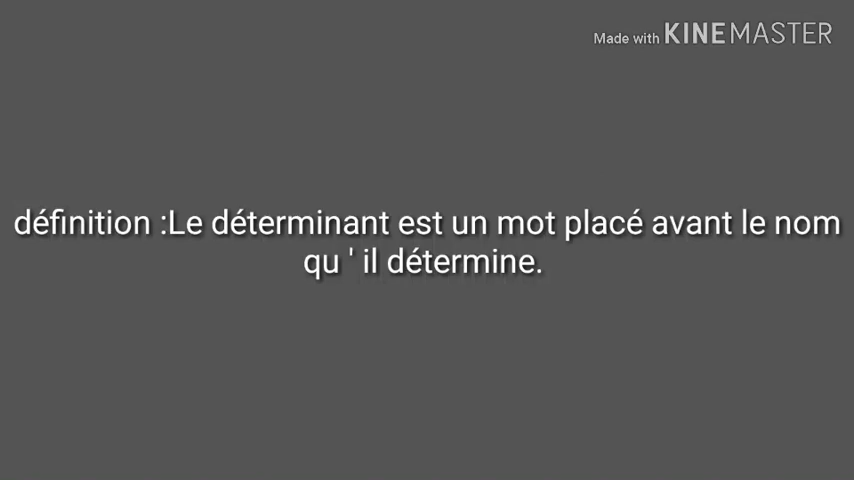 Made with KINEMASTER
définition :Le déterminant est un mot placé avant le nom
qu ' il détermine.